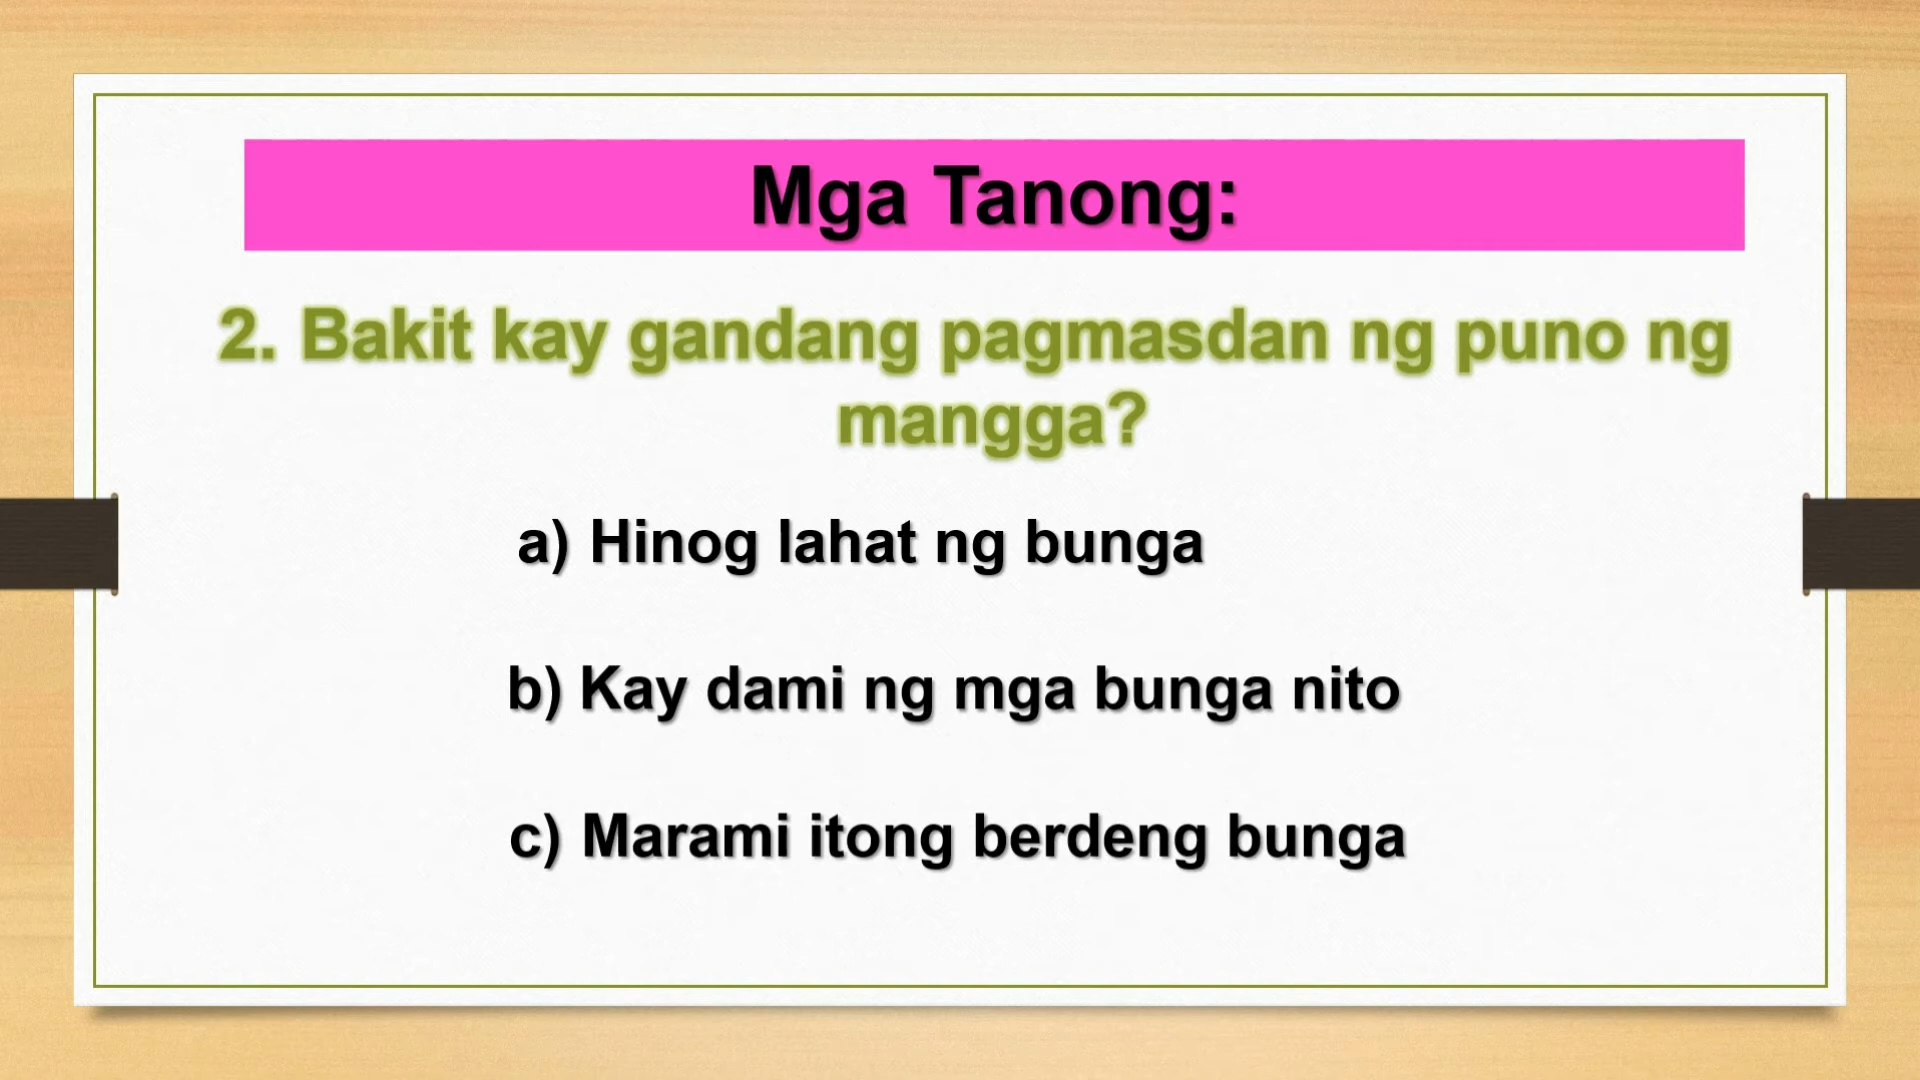 Mga Tanong:
2. Bakit kay gandang pagmasdan ng puno ng
mangga?
a) Hinog lahat ng bunga
b) Kay dami ng mga bunga nito
c) Marami itong berdeng bunga